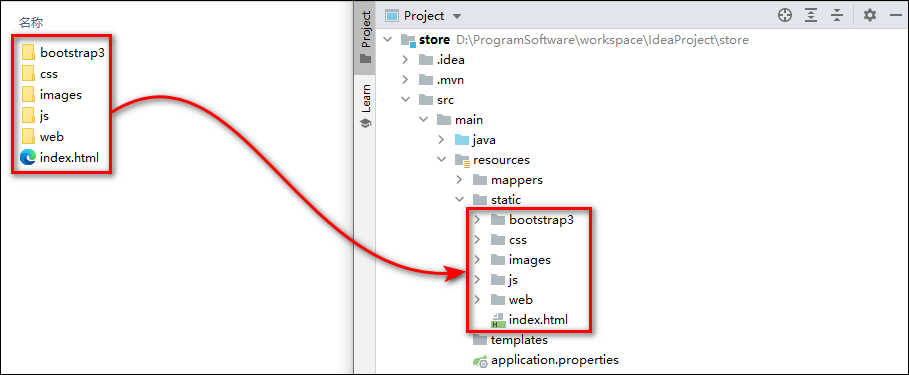 名称
bootstrap3
css
images
js
web
index.html
Project
Learn
Project
store D:\ProgramSoftware\workspace\IdeaProject\store
.idea
.mvn
src
main
java
resources
mappers
static
bootstrap3
css
images
js
web
index.html
templates
application.properties